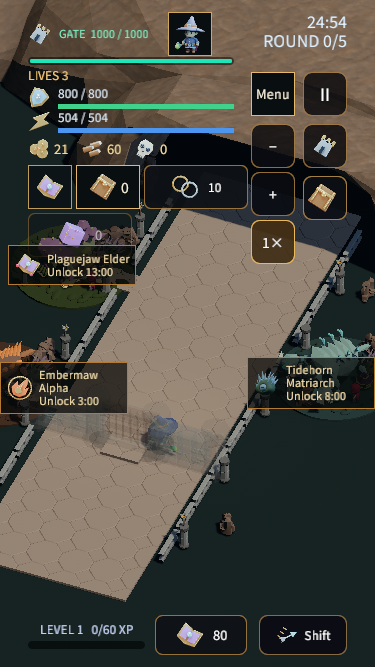 GATE 1000 / 1000
24:54
ROUND 0/5
LIVES 3
800 / 800
504 / 504
Menu
21
60
0
0
10
0
1×
Plaguejaw Elder
Unlock 13:00
Embermaw
Alpha
Unlock 3:00
Tidehorn
Matriarch
Unlock 8:00
LEVEL 1 0/60 XP
80
Shift